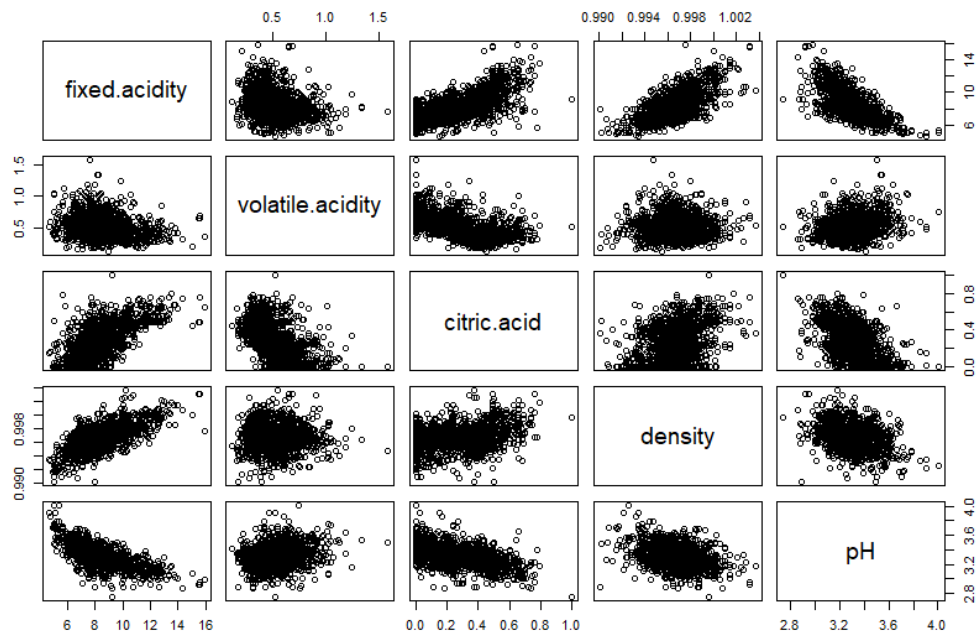 0.5 1.0 1.5
0.990 0.994 0.998 1.002
fixed.acidity
6 10 14
0.5 1.0 1.5
volatile.acidity
citric.acid
0.0 0.4 0.8
0.990 0.998
density
pH
2.8 3.2 3.6 4.0
6 8 10 12 14 16
0.0 0.2 0.4 0.6 0.8 1.0
2.8 3.2 3.6 4.0